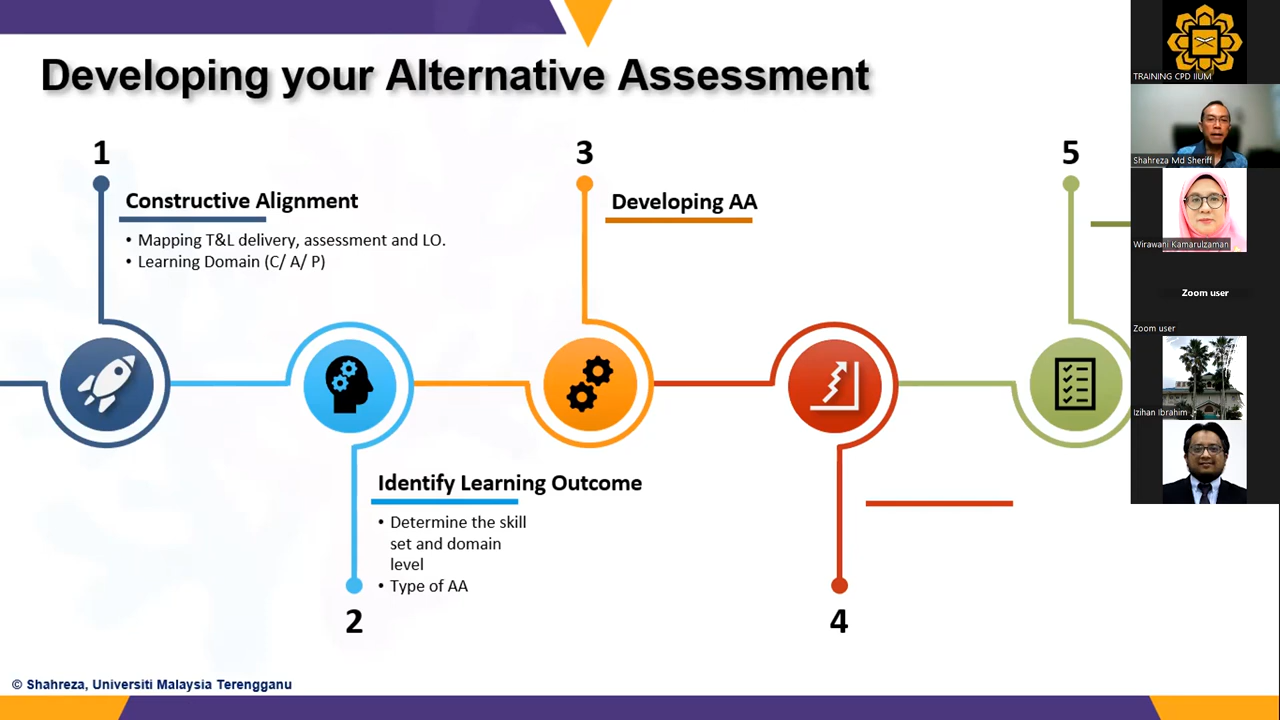 Developing your Alternative Assessment
1
Constructive Alignment
• Mapping T&L delivery, assessment and LO.
• Learning Domain (C/ A/ P)
2
Identify Learning Outcome
• Determine the skill
set and domain
level
• Type of AA
3
Developing AA
4
5
© Shahreza, Universiti Malaysia Terengganu
TRAINING CPD IIUM
Shahreza Md Sheriff
Wirawani Kamarulzaman
Zoom user
Zoom user
Izihan Ibrahim